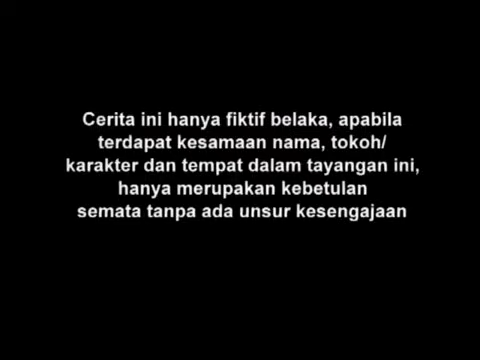 Cerita ini hanya fiktif belaka, apabila
terdapat kesamaan nama, tokoh/
karakter dan tempat dalam tayangan ini,
hanya merupakan kebetulan
semata tanpa ada unsur kesengajaan